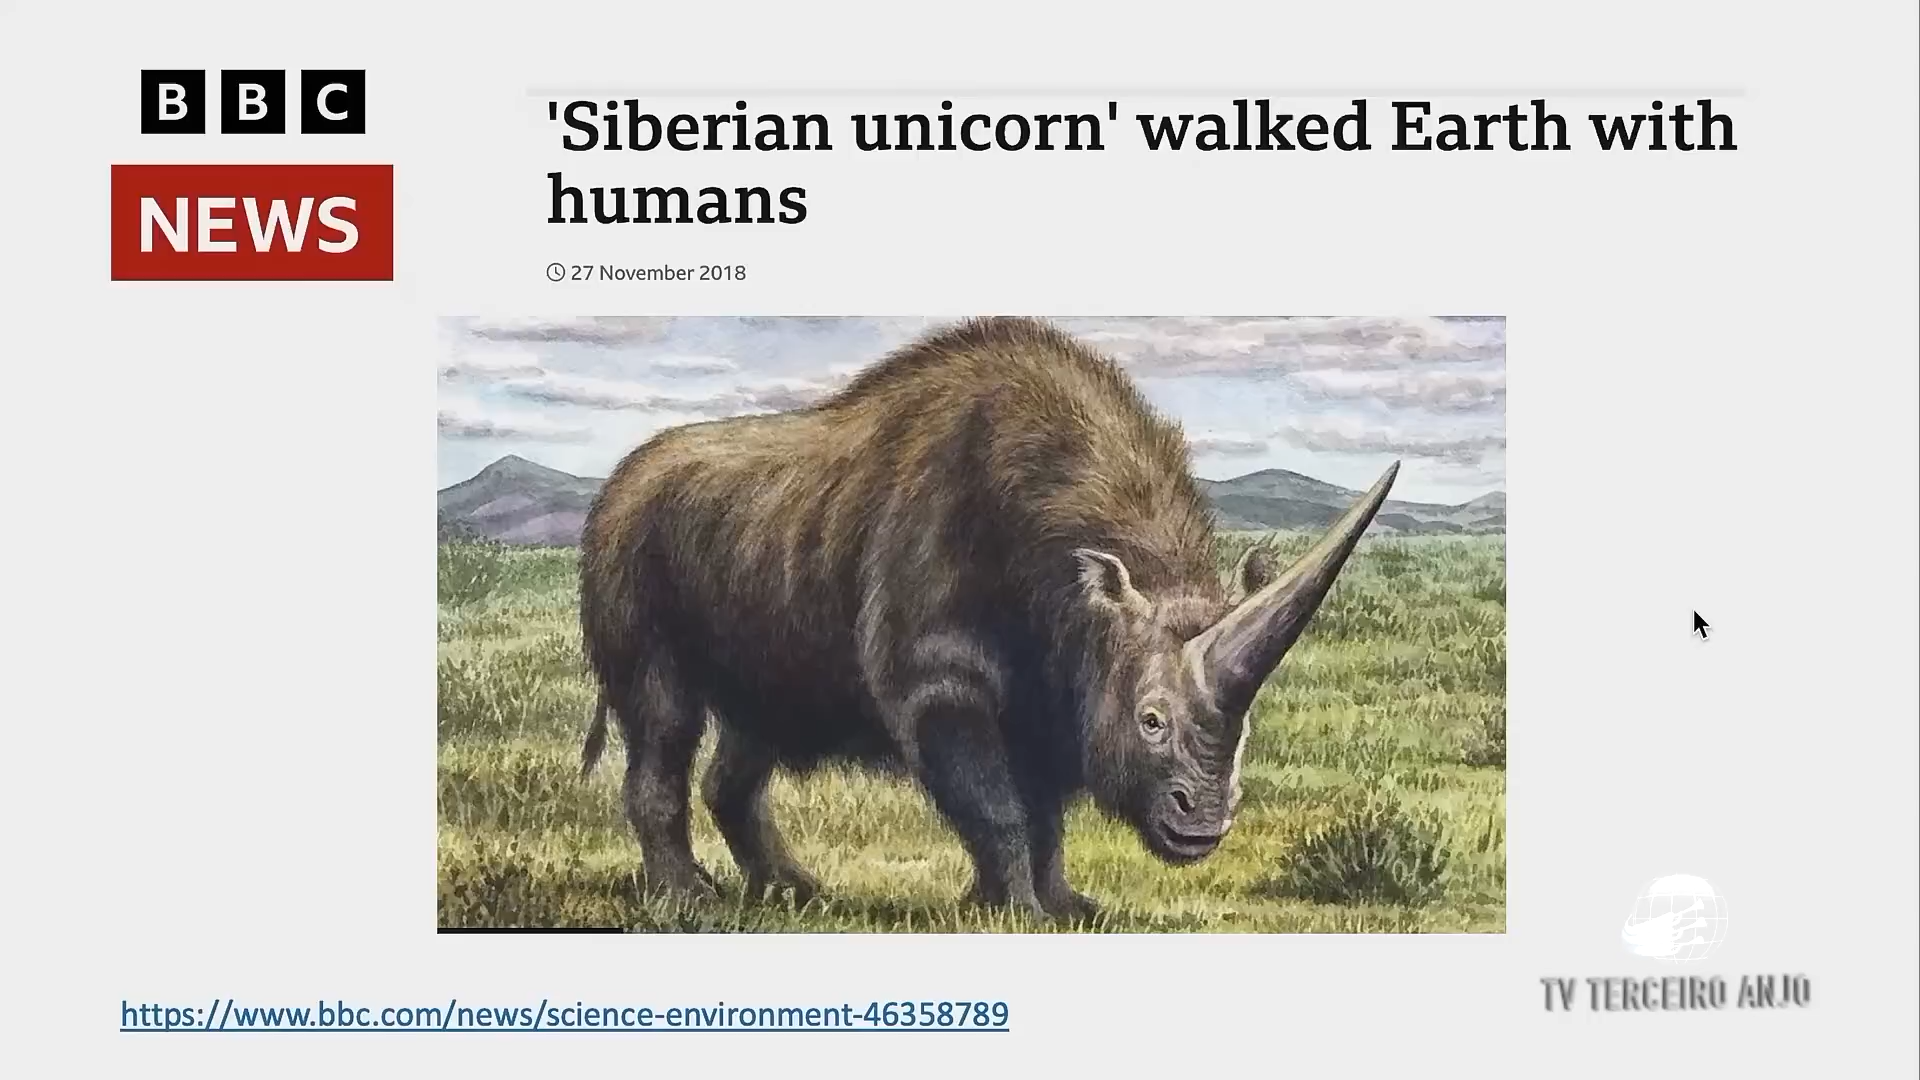 BBC
NEWS
'Siberian unicorn' walked Earth with
humans
27 November 2018
https://www.bbc.com/news/science-environment-46358789
TV TERCEIRO ANJO